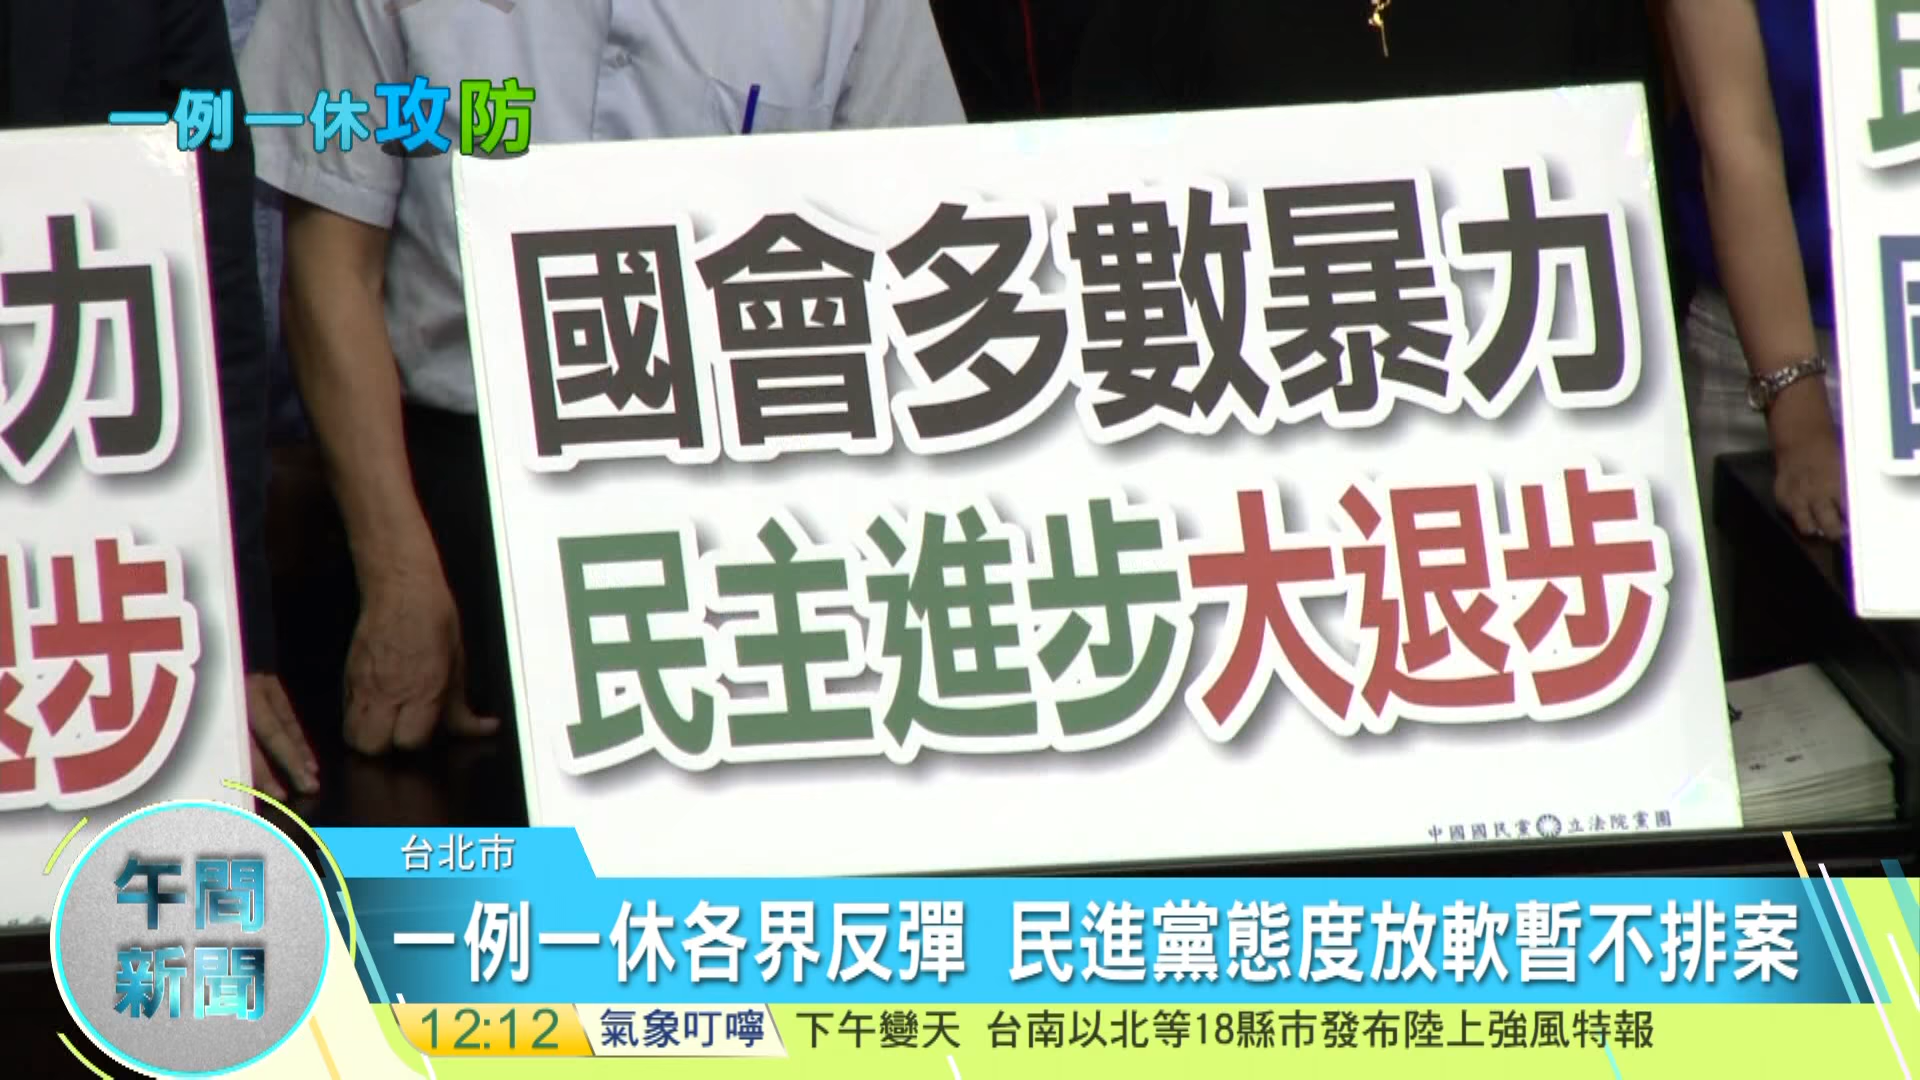 一例一休攻防
國會多數暴力
民主進步大退步
力
退步
中國國民黨 立法院黨團
台北市
午間新聞
一例一休各界反彈 民進黨態度放軟暫不排案
12:12 氣象叮嚀 下午變天 台南以北等18縣市發布陸上強風特報